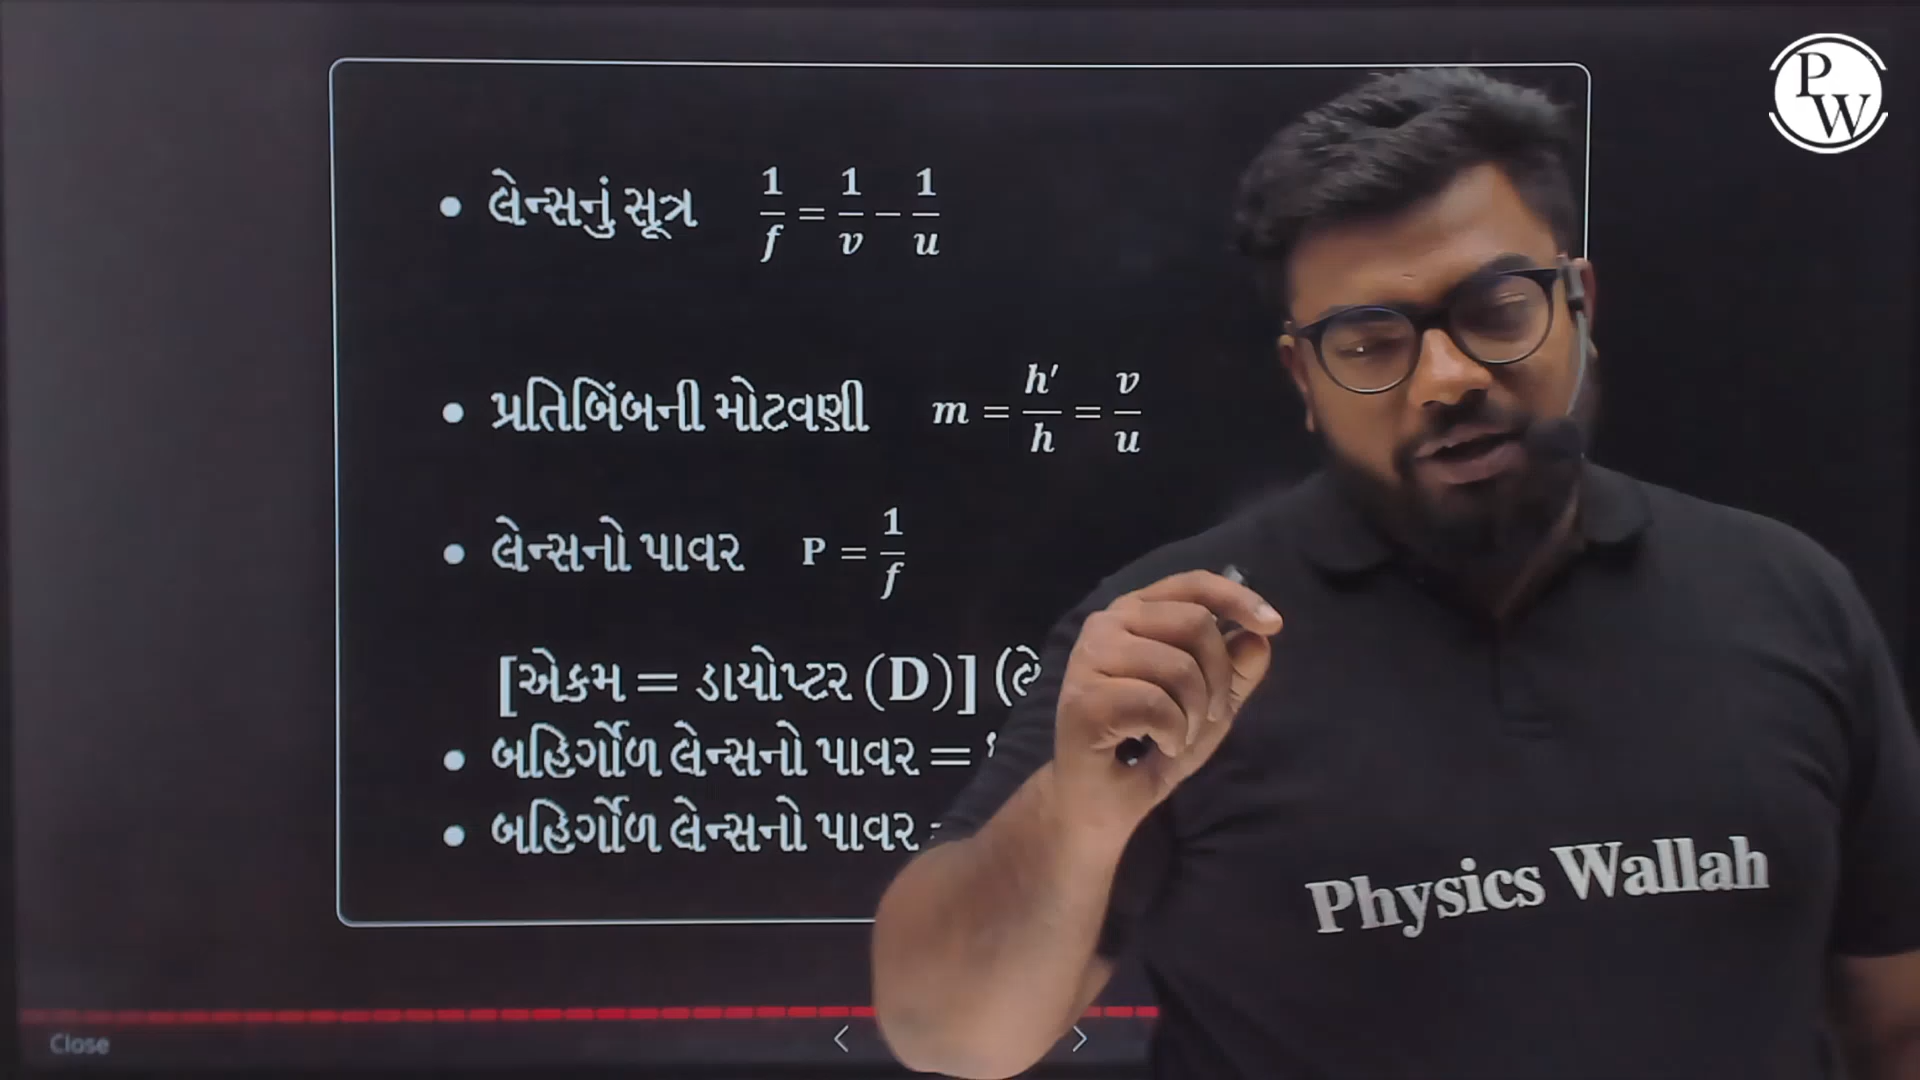 PW
• લેન્સનું સૂત્ર 1/f = 1/v − 1/u
• પ્રતિબિંબની મોટવણી m = h′/h = v/u
• લેન્સનો પાવર P = 1/f
[એકમ = ડાયોપ્ટર (D)] (
• બહિર્ગોળ લેન્સનો પાવર =
• બહિર્ગોળ લેન્સનો પાવર
Physics Wallah
Close